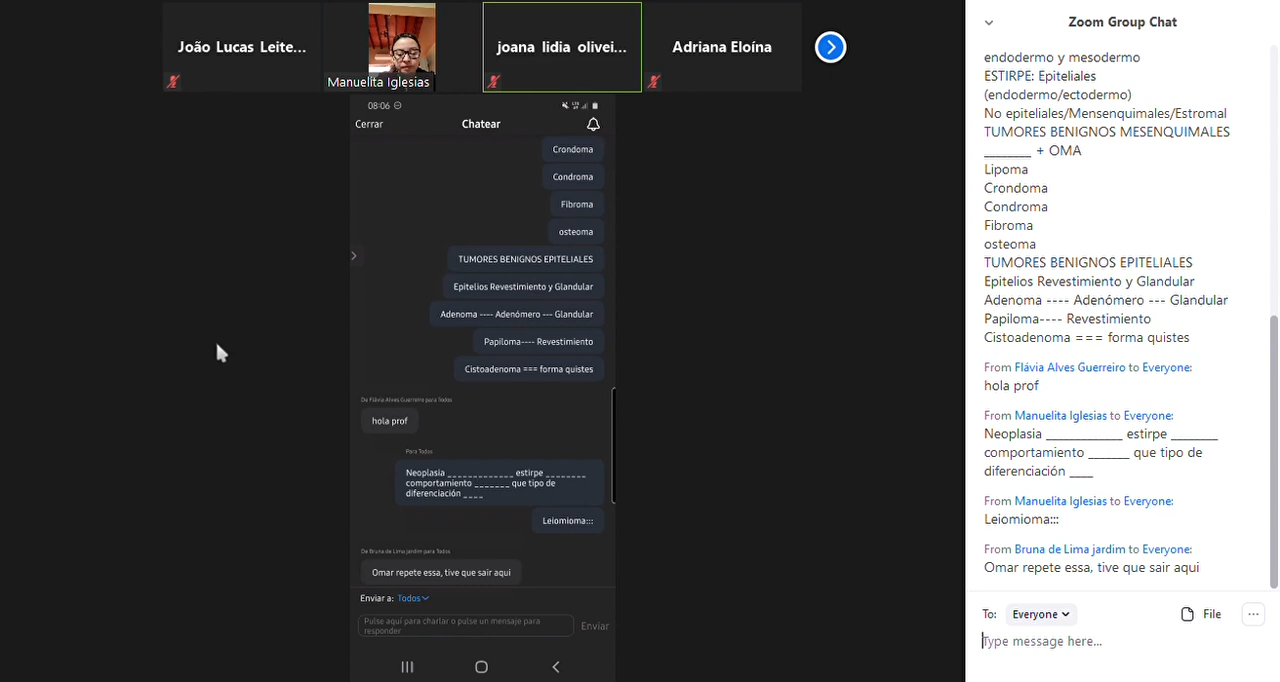 João Lucas Leite...
Manuelita Iglesias
joana lidia olivei...
Adriana Eloína
08:06
Cerrar
Chatear
Crondoma
Condroma
Fibroma
osteoma
TUMORES BENIGNOS EPITELIALES
Epitelios Revestimiento y Glandular
Adenoma ---- Adenómero --- Glandular
Papiloma---- Revestimiento
Cistoadenoma === forma quistes
De Flávia Alves Guerreiro para Todos
hola prof
Para Todos
Neoplasia _____________ estirpe ________
comportamiento _______ que tipo de
diferenciación ____
Leiomioma:::
De Bruna de Lima jardim para Todos
Omar repete essa, tive que sair aqui
Enviar a: Todos
Pulse aquí para charlar o pulse un mensaje para
responder
Enviar
Zoom Group Chat
endodermo y mesodermo
ESTIRPE: Epiteliales
(endodermo/ectodermo)
No epiteliales/Mensenquimales/Estromal
TUMORES BENIGNOS MESENQUIMALES
_______ + OMA
Lipoma
Crondoma
Condroma
Fibroma
osteoma
TUMORES BENIGNOS EPITELIALES
Epitelios Revestimiento y Glandular
Adenoma ---- Adenómero --- Glandular
Papiloma---- Revestimiento
Cistoadenoma === forma quistes
From Flávia Alves Guerreiro to Everyone:
hola prof
From Manuelita Iglesias to Everyone:
Neoplasia _____________ estirpe ________
comportamiento _______ que tipo de
diferenciación ____
From Manuelita Iglesias to Everyone:
Leiomioma:::
From Bruna de Lima jardim to Everyone:
Omar repete essa, tive que sair aqui
To: Everyone
File
Type message here...